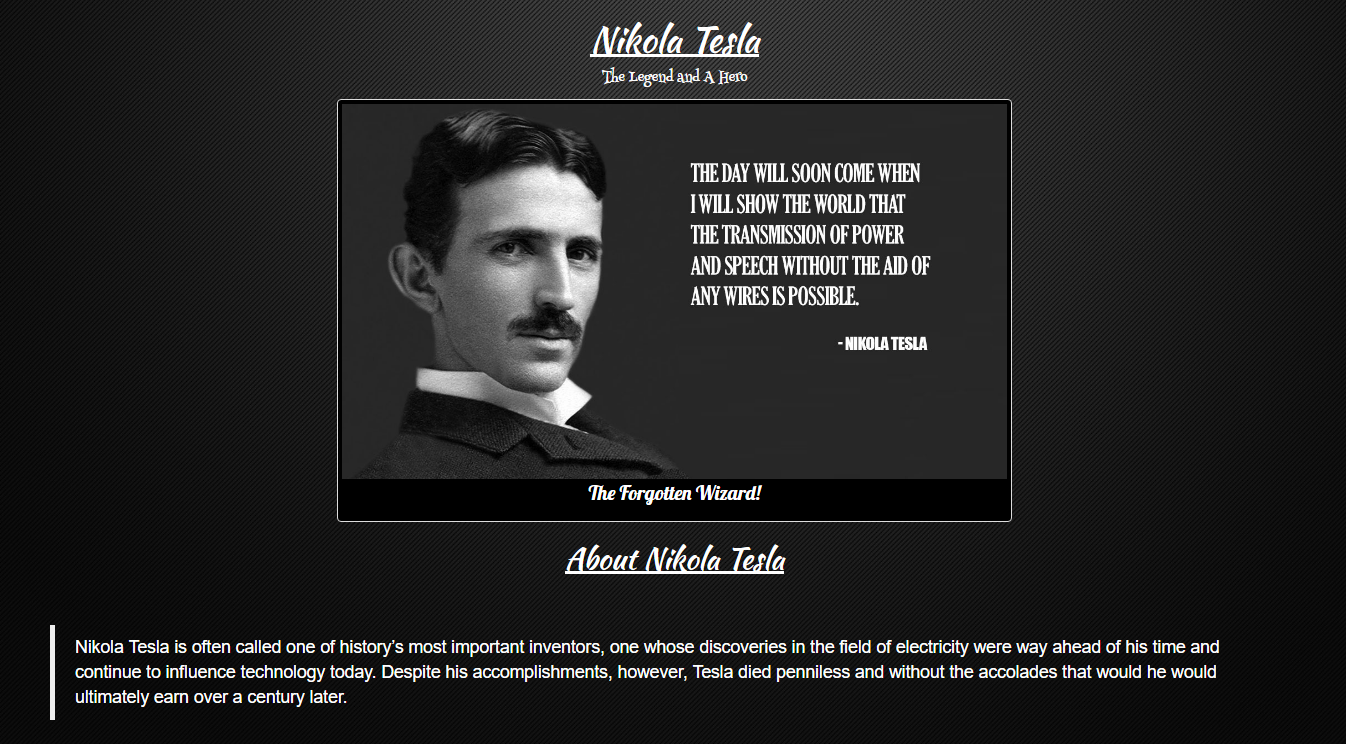 Nikola Tesla
The Legend and A Hero
THE DAY WILL SOON COME WHEN
I WILL SHOW THE WORLD THAT
THE TRANSMISSION OF POWER
AND SPEECH WITHOUT THE AID OF
ANY WIRES IS POSSIBLE.
- NIKOLA TESLA
The Forgotten Wizard!
About Nikola Tesla
Nikola Tesla is often called one of history’s most important inventors, one whose discoveries in the field of electricity were way ahead of his time and
continue to influence technology today. Despite his accomplishments, however, Tesla died penniless and without the accolades that would he would
ultimately earn over a century later.